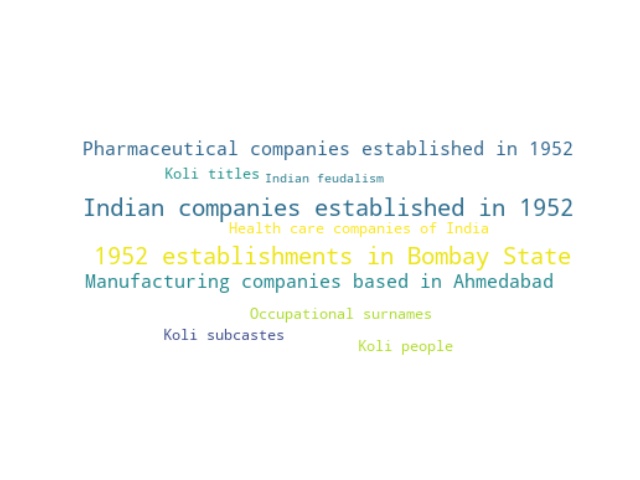 Pharmaceutical companies established in 1952
Koli titles
Indian feudalism
Indian companies established in 1952
Health care companies of India
1952 establishments in Bombay State
Manufacturing companies based in Ahmedabad
Occupational surnames
Koli subcastes
Koli people